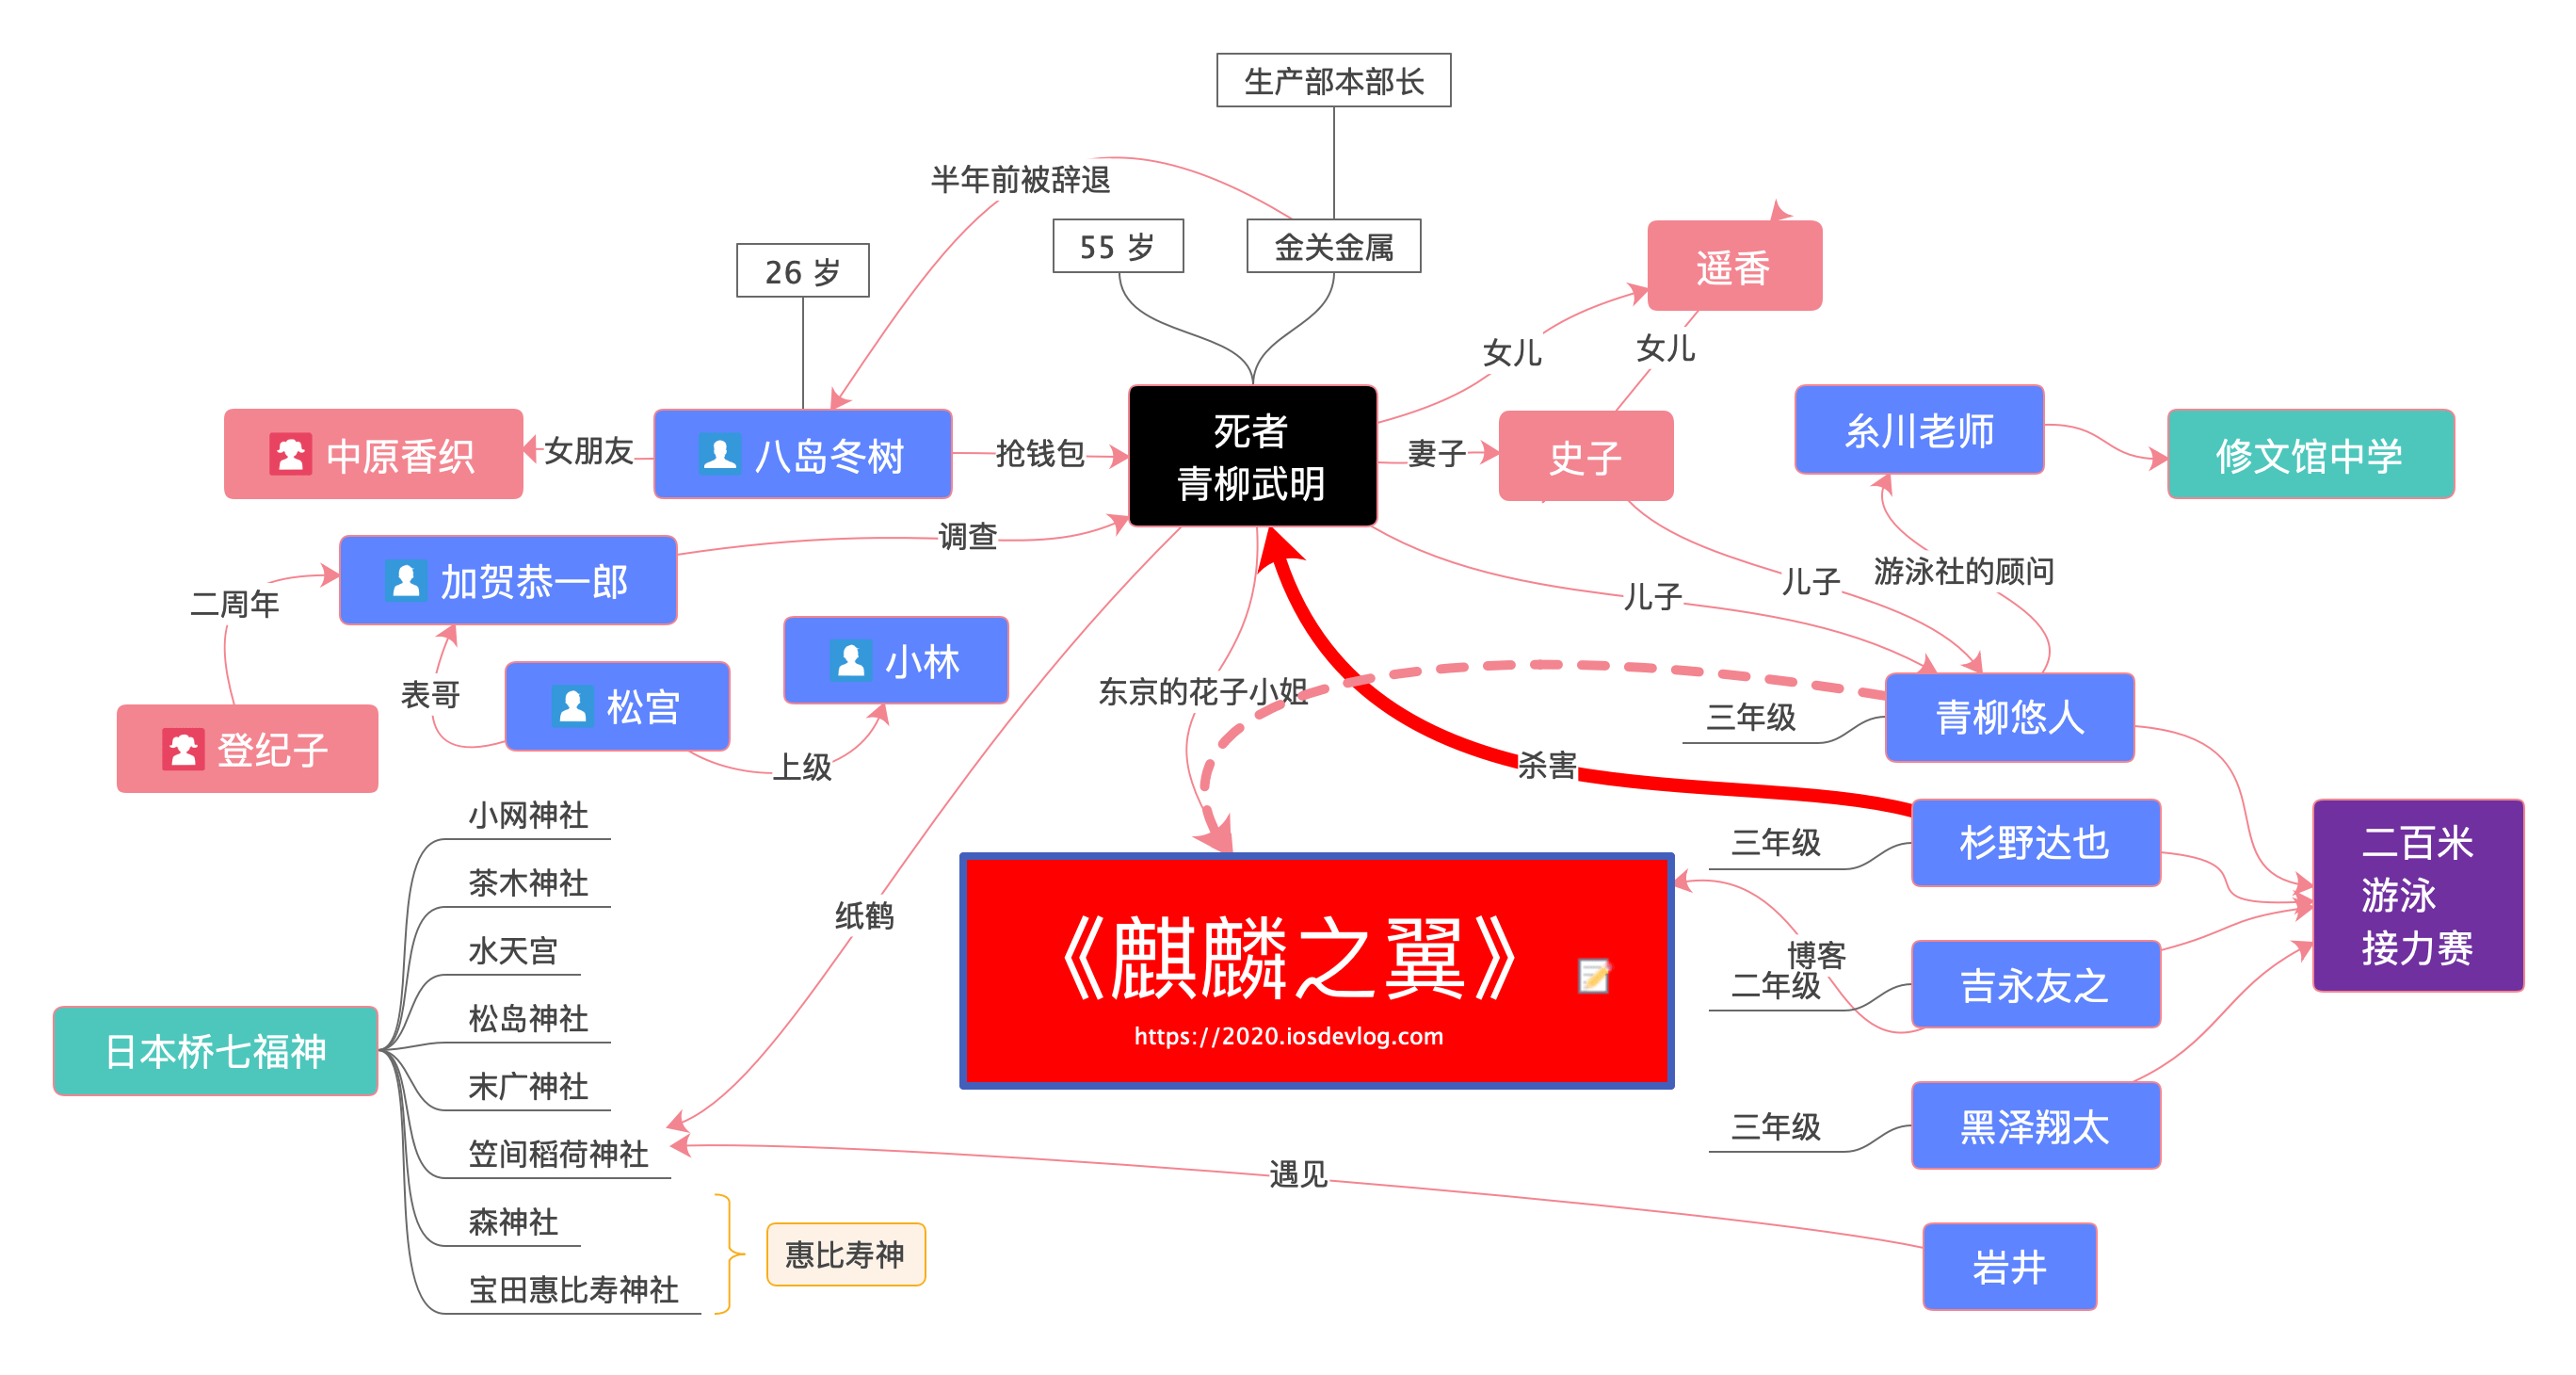 生产部本部长
半年前被辞退
55 岁
金关金属
26 岁
遥香
女儿
女儿
死者
青柳武明
中原香织
女朋友
八岛冬树
抢钱包
妻子
史子
糸川老师
修文馆中学
调查
加贺恭一郎
二周年
游泳社的顾问
儿子
儿子
小林
表哥
松宫
东京的花子小姐
三年级
青柳悠人
登纪子
上级
杀害
小网神社
三年级
杉野达也
二百米
游泳
接力赛
茶木神社
纸鹤
《麒麟之翼》
https://2020.iosdevlog.com
博客
二年级
吉永友之
水天宫
松岛神社
日本桥七福神
末广神社
三年级
黑泽翔太
笠间稻荷神社
遇见
森神社
惠比寿神
岩井
宝田惠比寿神社